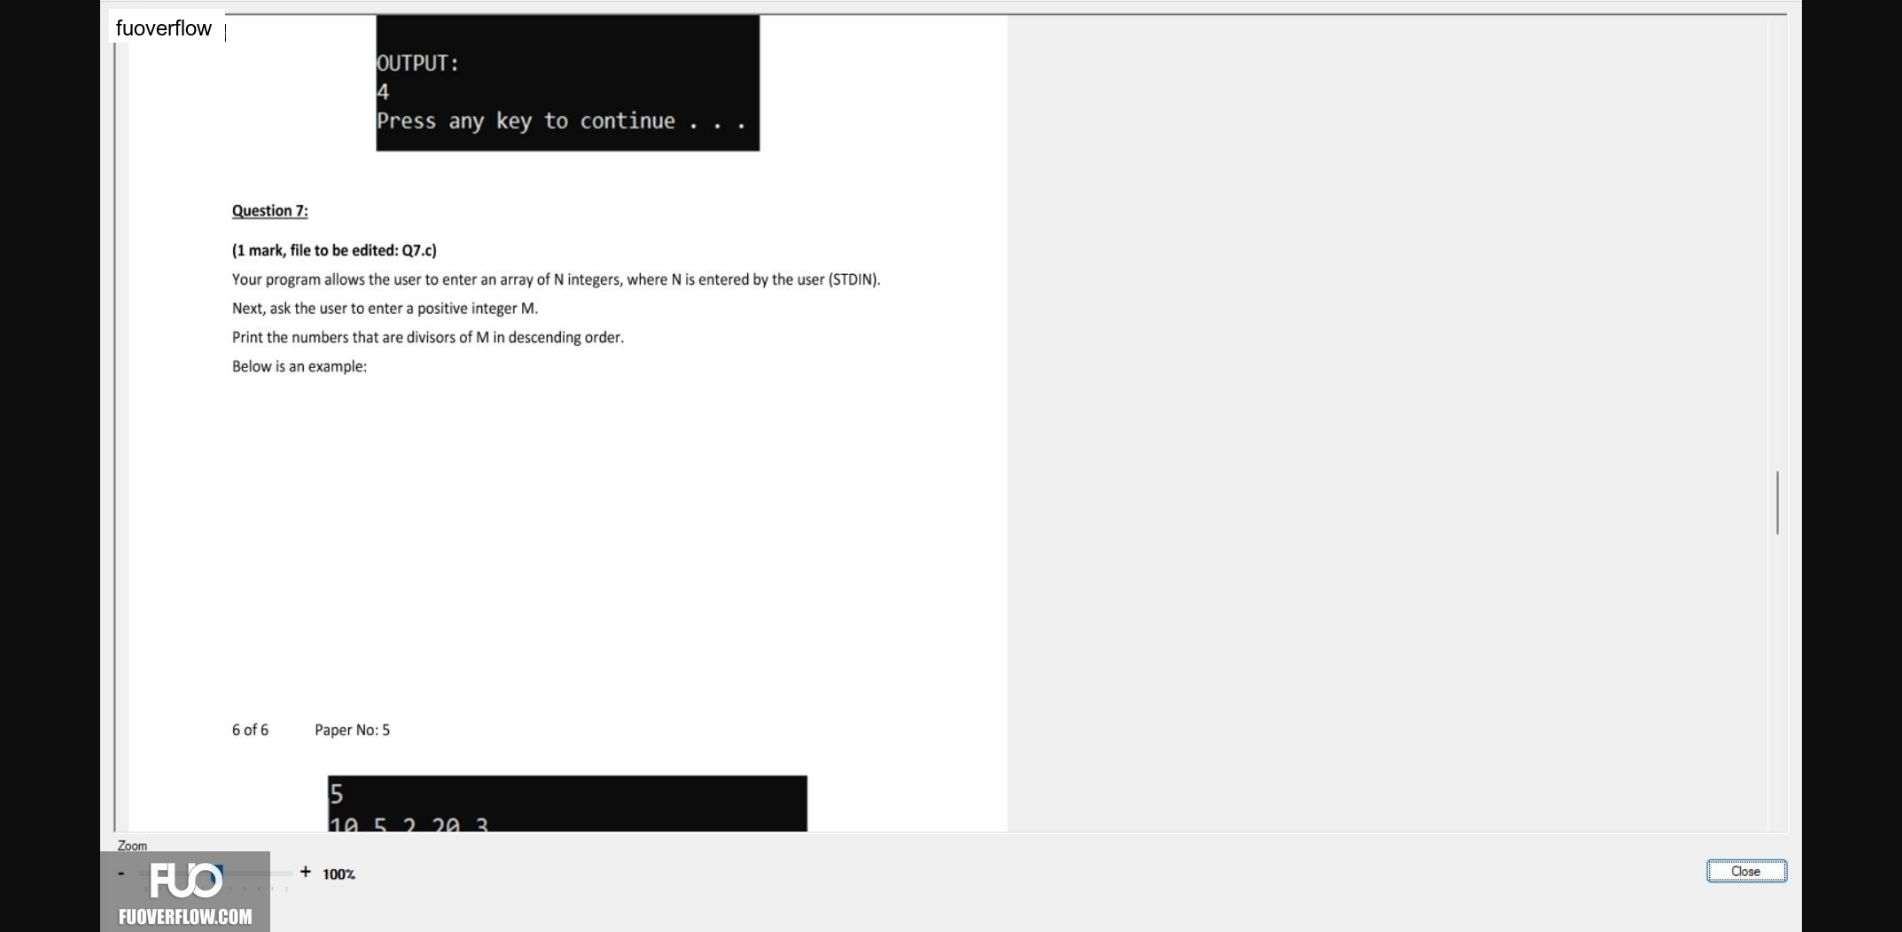 fuoverflow
OUTPUT:
4
Press any key to continue . . .
Question 7:
(1 mark, file to be edited: Q7.c)
Your program allows the user to enter an array of N integers, where N is entered by the user (STDIN).
Next, ask the user to enter a positive integer M.
Print the numbers that are divisors of M in descending order.
Below is an example:
6 of 6 Paper No: 5
5
10 5 2 20 3
Zoom
- + 100%
Close
FUO
FUOVERFLOW.COM